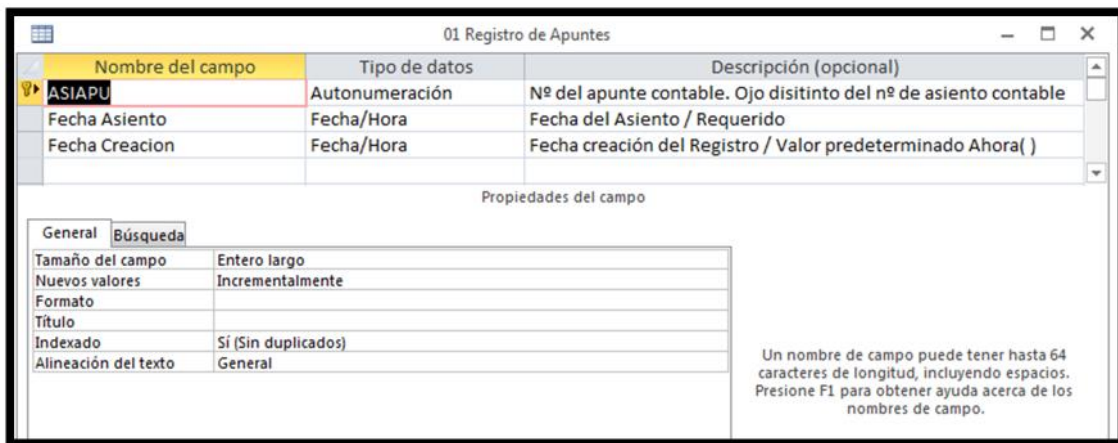 01 Registro de Apuntes
Nombre del campo Tipo de datos Descripción (opcional)
ASIAPU Autonumeración Nº del apunte contable. Ojo disitinto del nº de asiento contable
Fecha Asiento Fecha/Hora Fecha del Asiento / Requerido
Fecha Creacion Fecha/Hora Fecha creación del Registro / Valor predeterminado Ahora( )
Propiedades del campo
General Búsqueda
Tamaño del campo Entero largo
Nuevos valores Incrementalmente
Formato
Título
Indexado Sí (Sin duplicados)
Alineación del texto General
Un nombre de campo puede tener hasta 64
caracteres de longitud, incluyendo espacios.
Presione F1 para obtener ayuda acerca de los
nombres de campo.